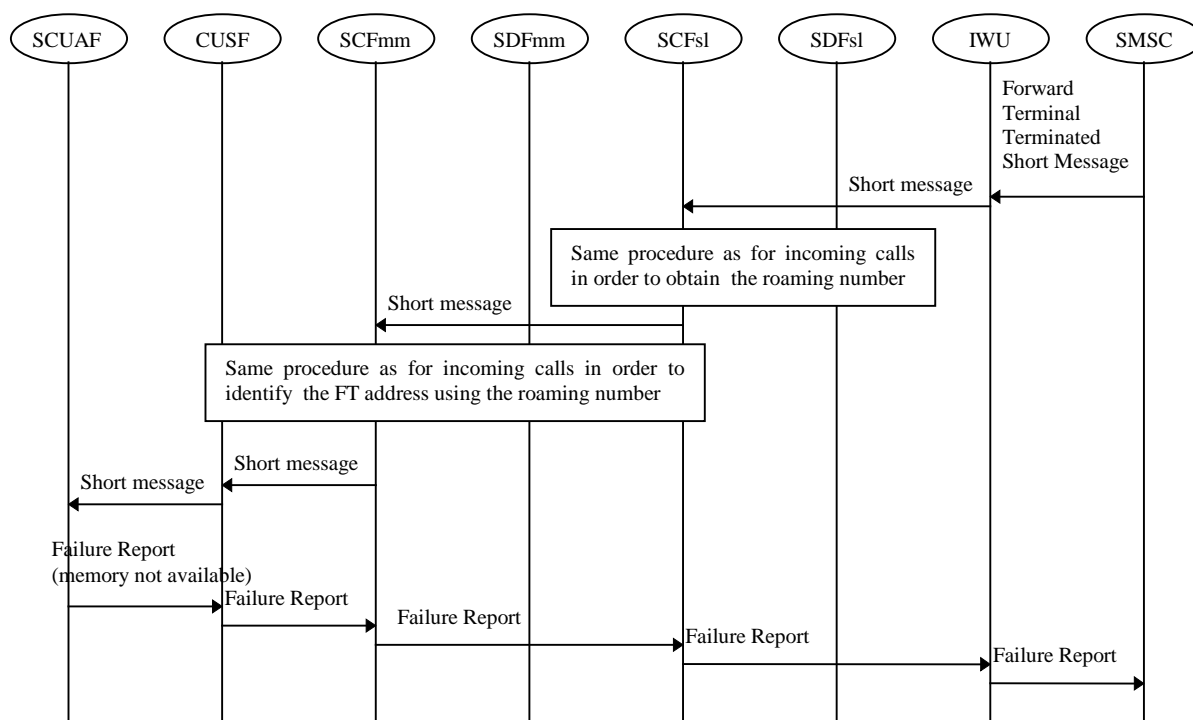 SCUAF CUSF SCFmm SDFmm SCFsl SDFsl IWU SMSC
Forward
Terminal
Terminated
Short Message
Short message
Same procedure as for incoming calls
in order to obtain the roaming number
Short message
Same procedure as for incoming calls in order to
identify the FT address using the roaming number
Short message
Short message
Failure Report
(memory not available)
Failure Report
Failure Report
Failure Report
Failure Report